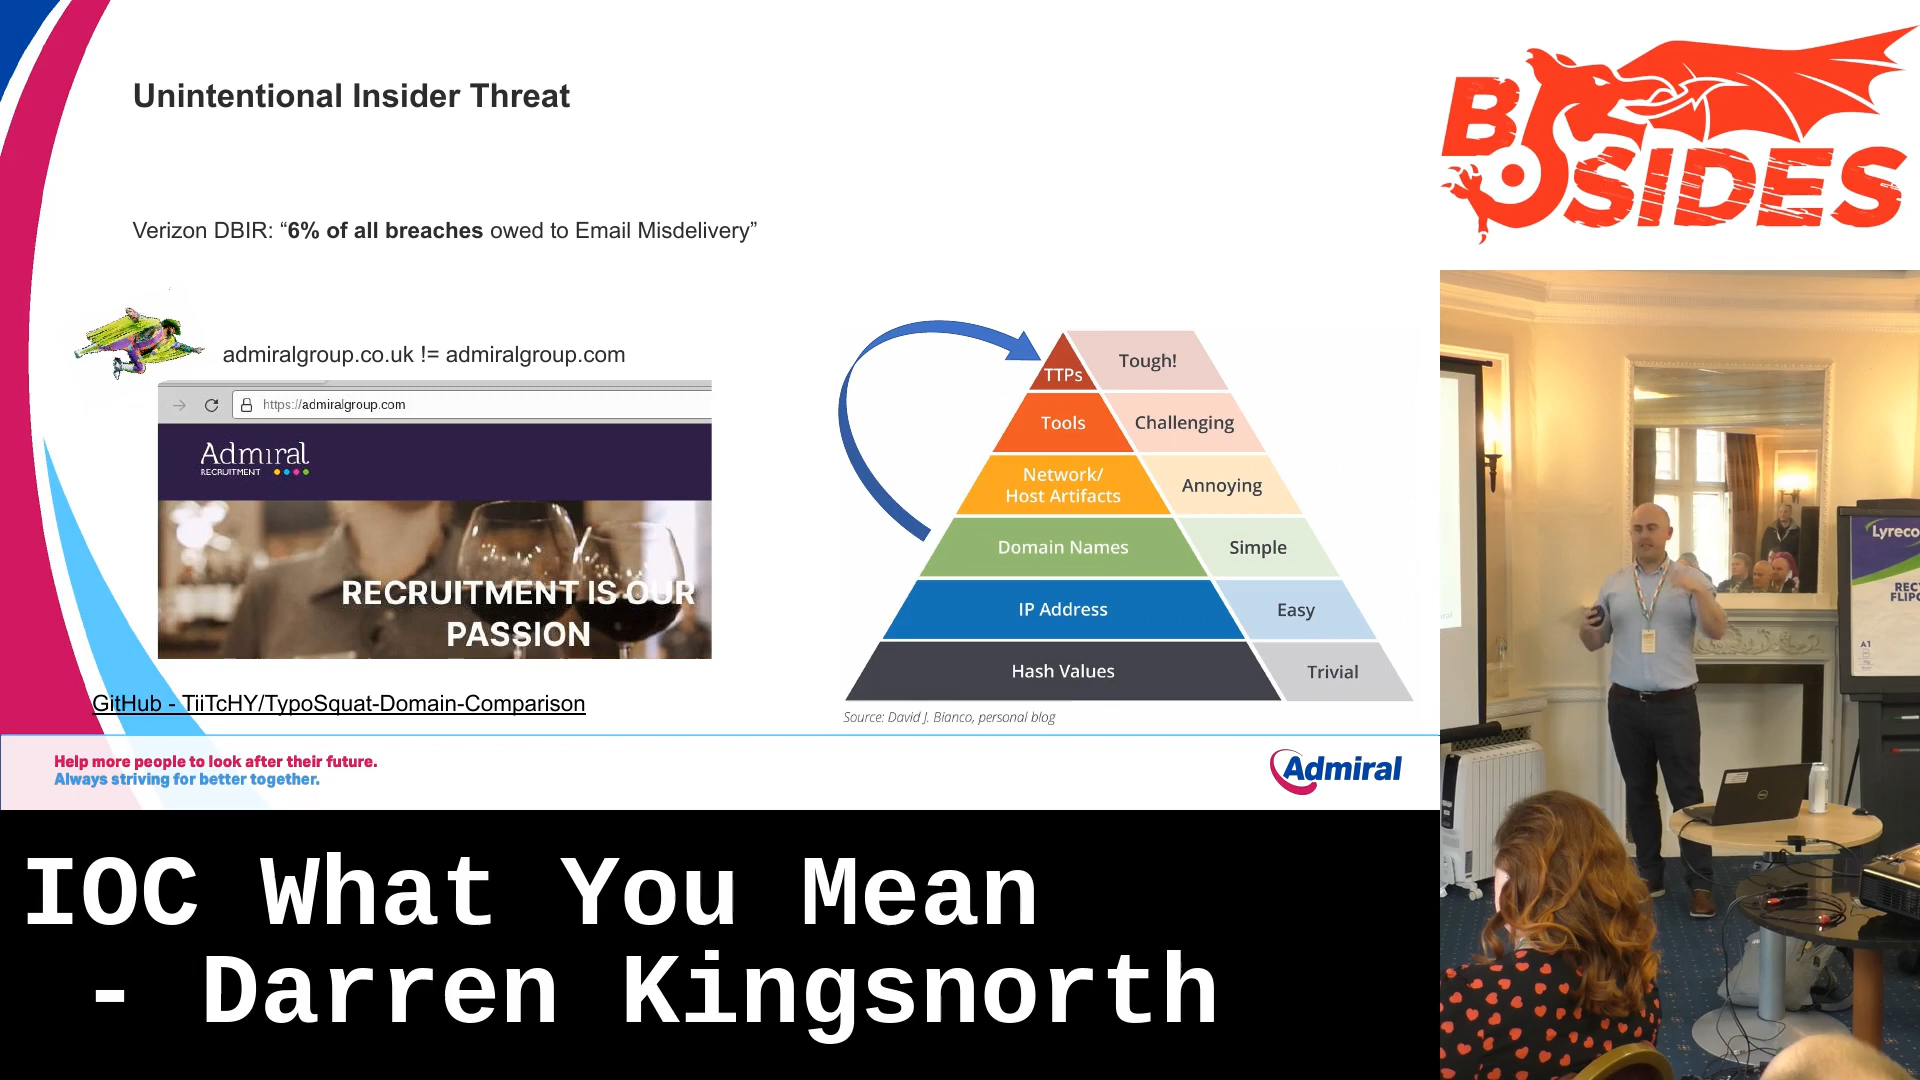 Unintentional Insider Threat
Verizon DBIR: “6% of all breaches owed to Email Misdelivery”
admiralgroup.co.uk != admiralgroup.com
https://admiralgroup.com
Admiral
RECRUITMENT
RECRUITMENT IS OUR
PASSION
GitHub - TiiTcHY/TypoSquat-Domain-Comparison
TTPs
Tough!
Tools
Challenging
Network/
Host Artifacts
Annoying
Domain Names
Simple
IP Address
Easy
Hash Values
Trivial
Source: David J. Bianco, personal blog
Help more people to look after their future.
Always striving for better together.
Admiral
BSIDES
Lyreco
A1
IOC What You Mean
- Darren Kingsnorth